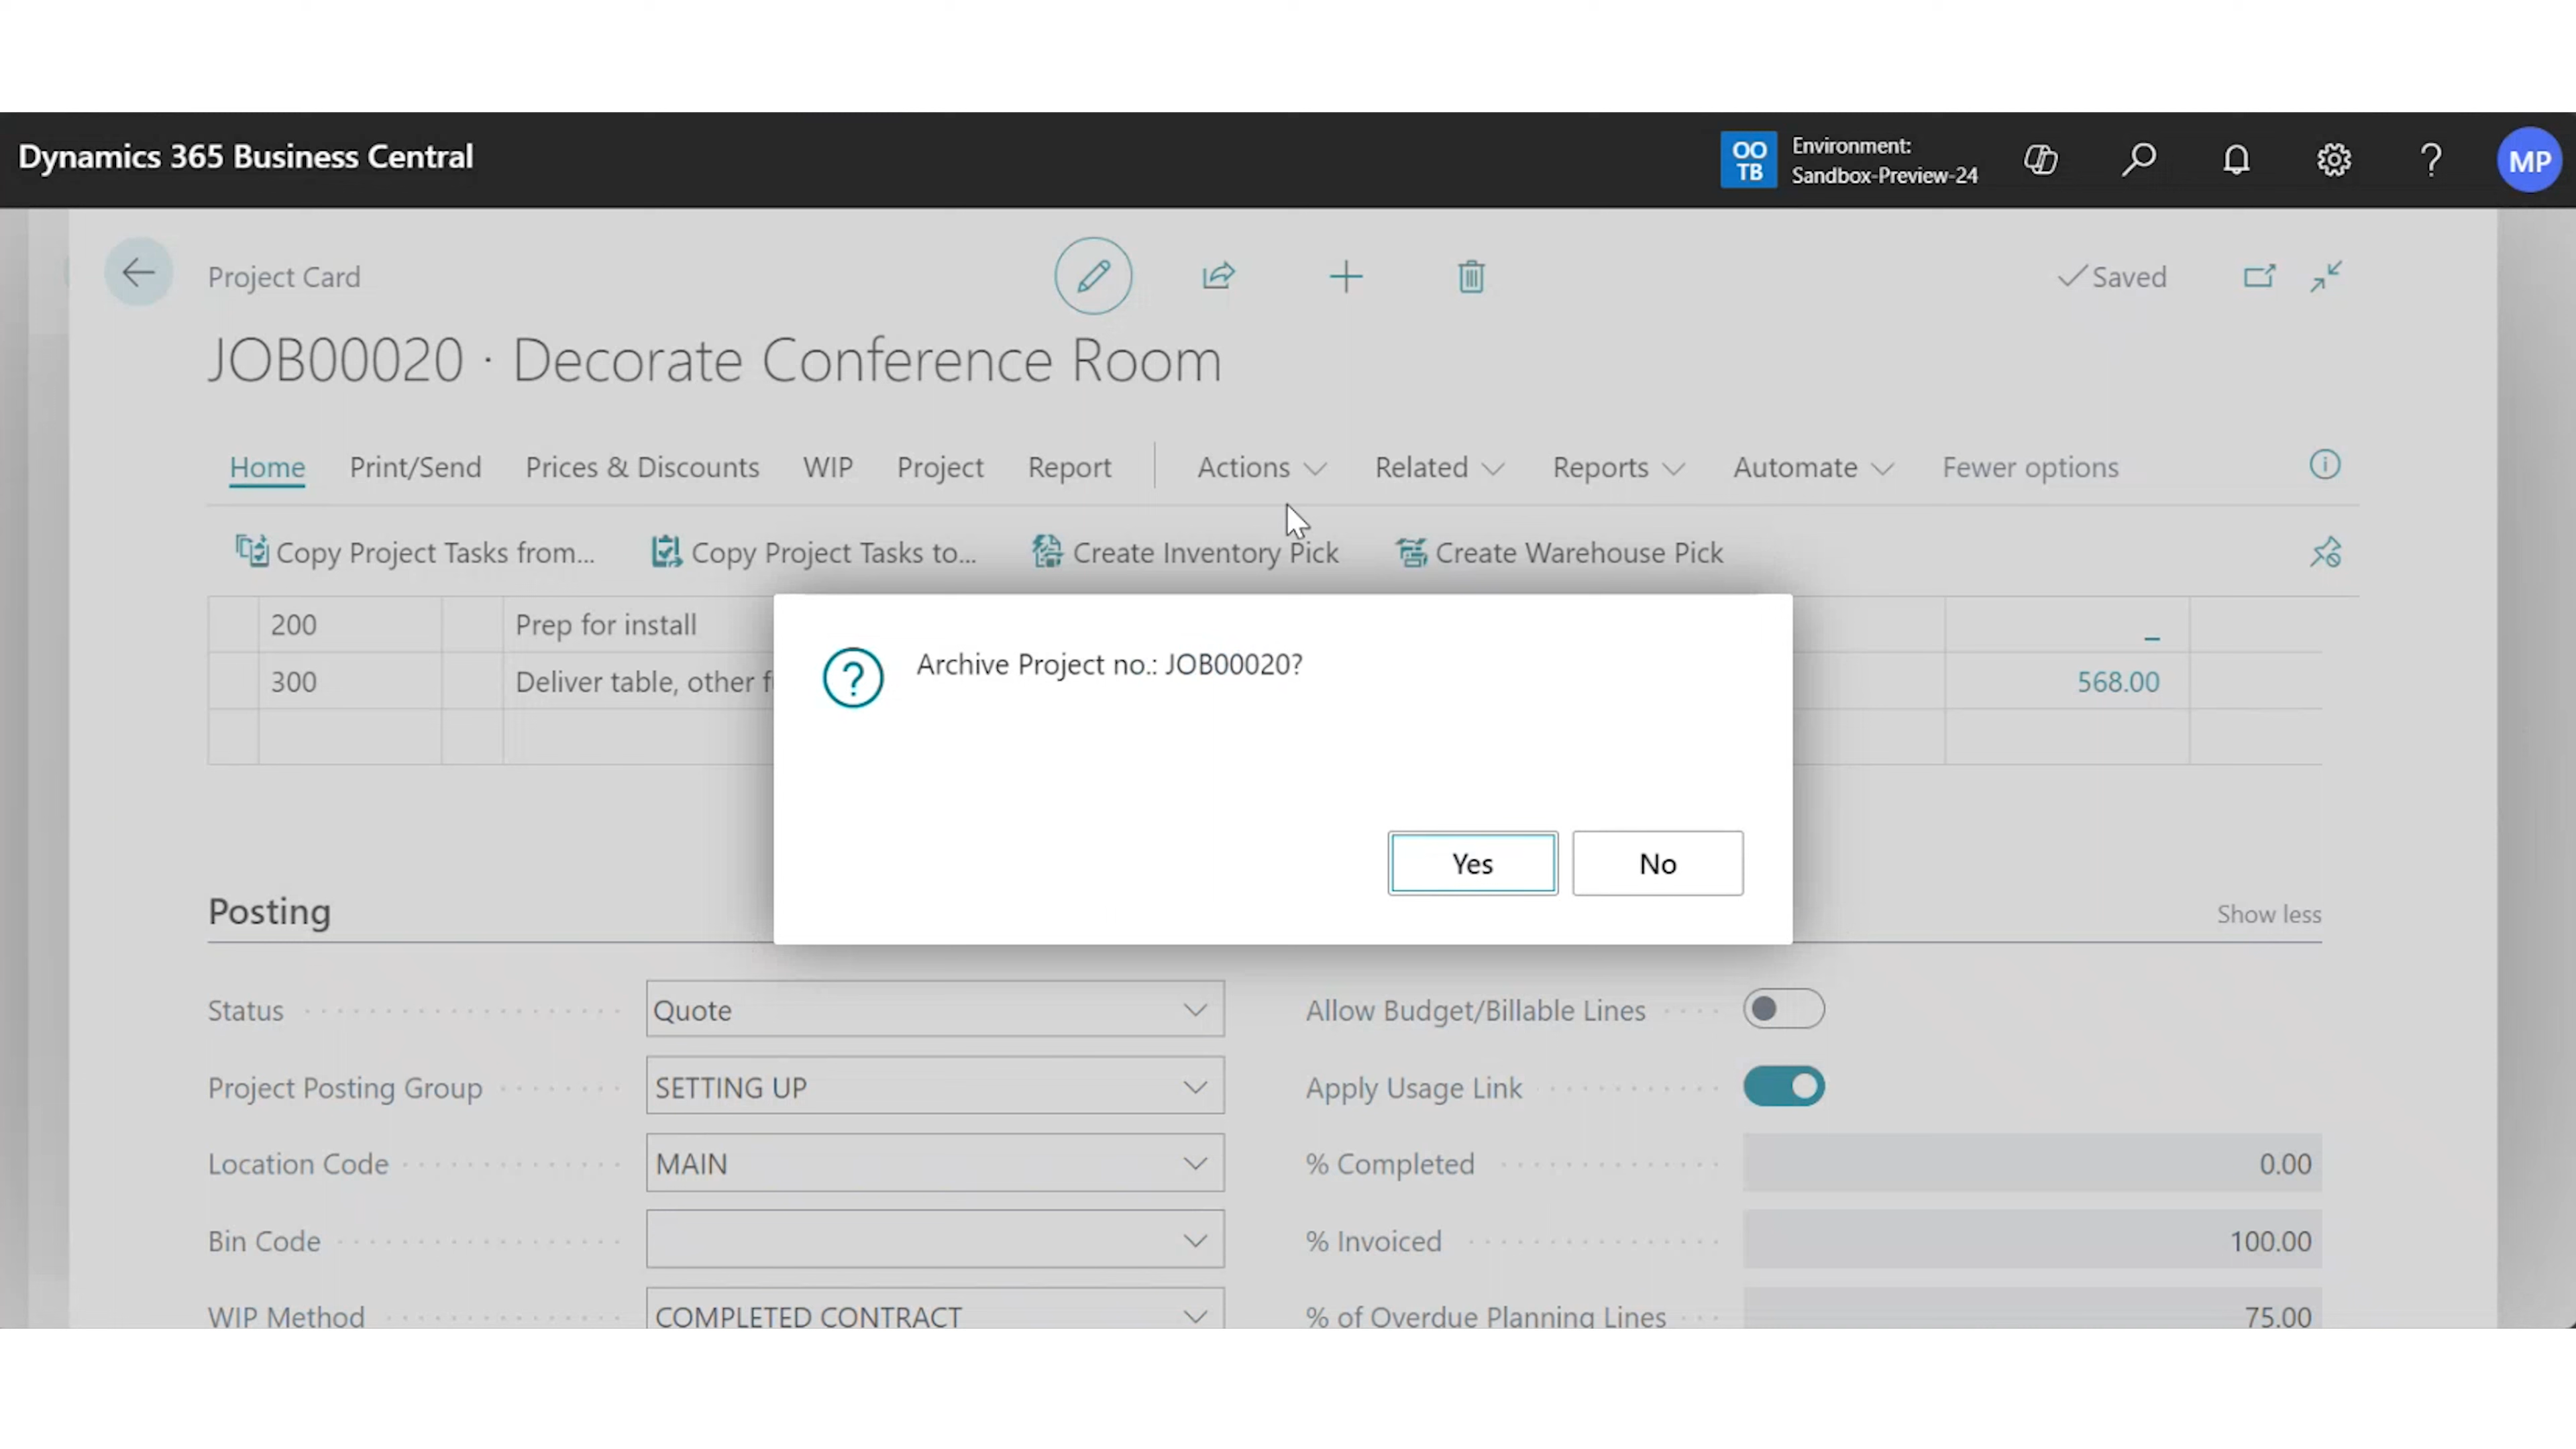 Dynamics 365 Business Central
OO
TB
Environment:
Sandbox-Preview-24
?
MP
Project Card
Saved
JOB00020 · Decorate Conference Room
Home Print/Send Prices & Discounts WIP Project Report Actions Related Reports Automate Fewer options
Copy Project Tasks from... Copy Project Tasks to... Create Inventory Pick Create Warehouse Pick
200 Prep for install _
300 Deliver table, other 568.00
? Archive Project no.: JOB00020?
Yes No
Posting Show less
Status Quote Allow Budget/Billable Lines
Project Posting Group SETTING UP Apply Usage Link
Location Code MAIN % Completed 0.00
Bin Code % Invoiced 100.00
WIP Method COMPLETED CONTRACT % of Overdue Planning Lines 75.00